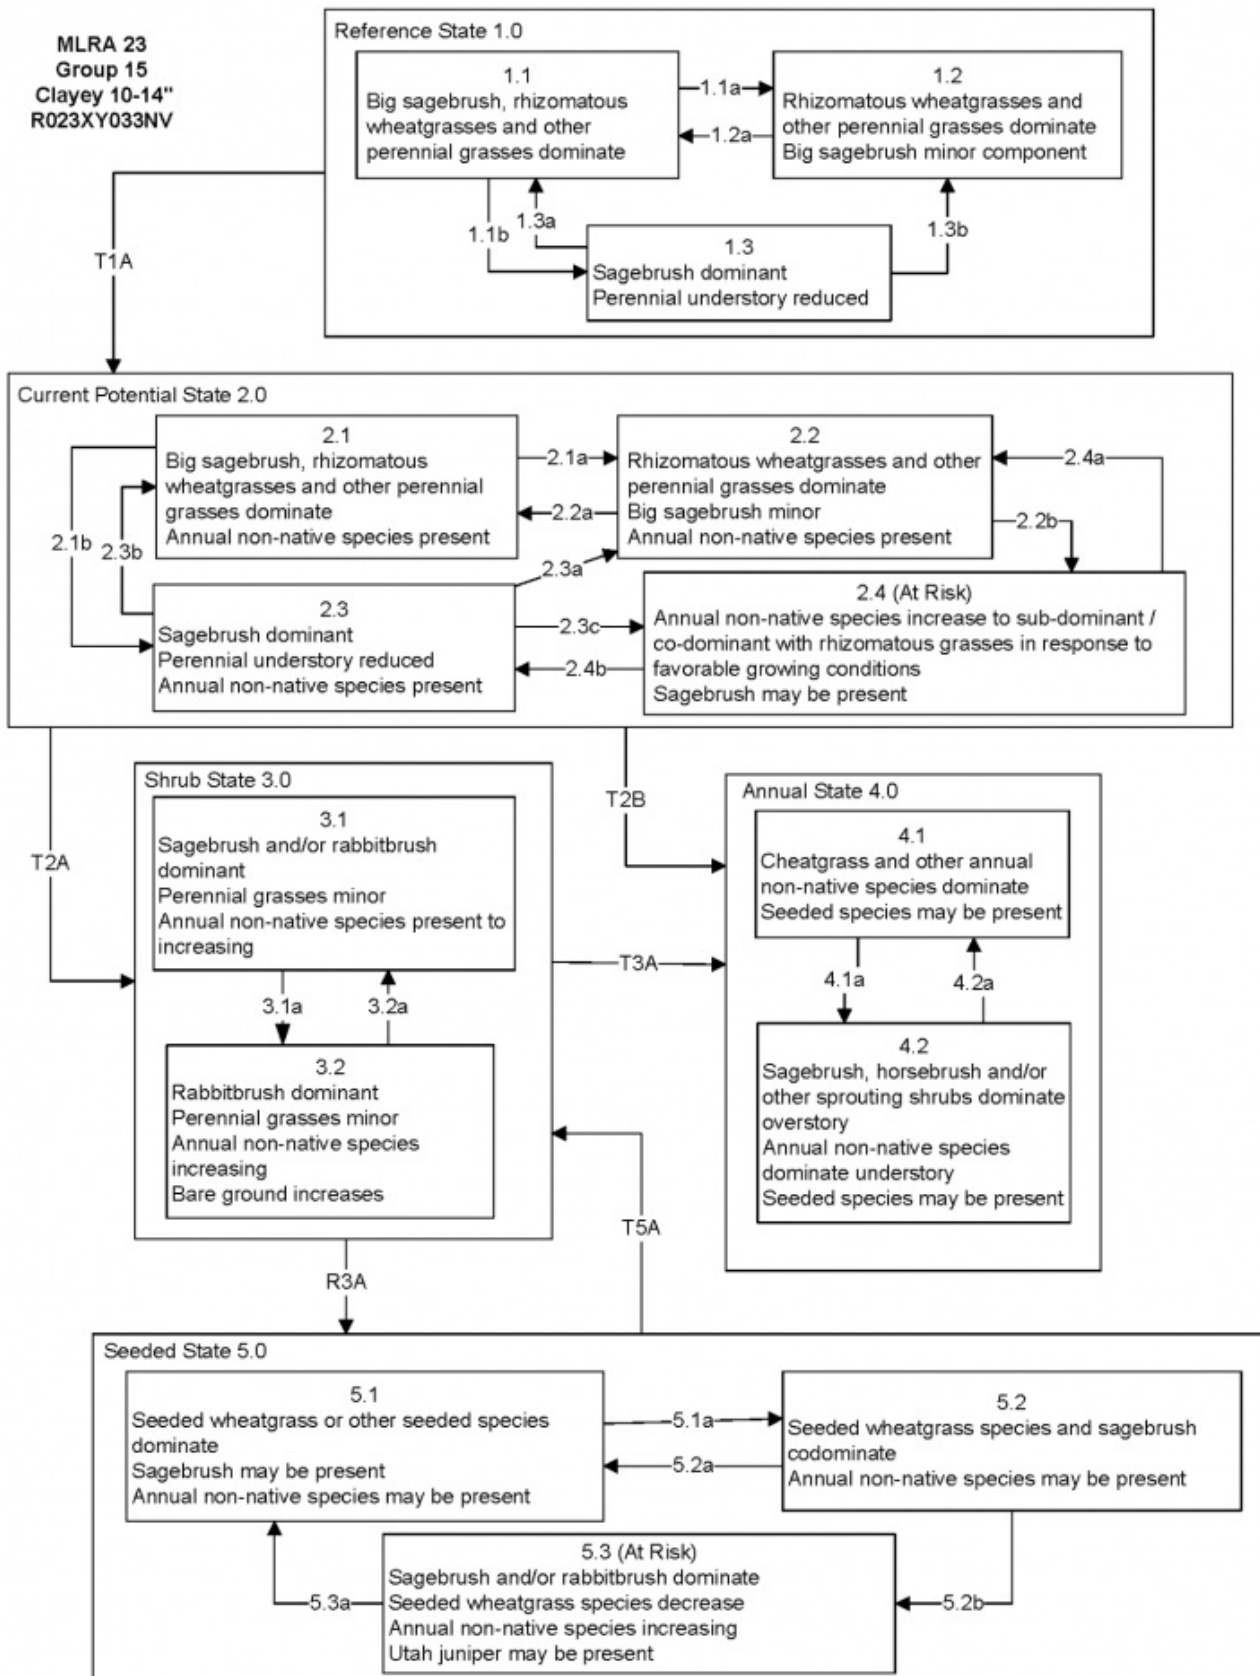 MLRA 23
Group 15
Clayey 10-14"
R023XY033NV
Reference State 1.0
1.1
Big sagebrush, rhizomatous
wheatgrasses and other
perennial grasses dominate
1.1a
1.2a
1.2
Rhizomatous wheatgrasses and
other perennial grasses dominate
Big sagebrush minor component
1.1b
1.3a
1.3b
1.3
Sagebrush dominant
Perennial understory reduced
T1A
Current Potential State 2.0
2.1
Big sagebrush, rhizomatous
wheatgrasses and other perennial
grasses dominate
Annual non-native species present
2.1a
2.2a
2.2
Rhizomatous wheatgrasses and other
perennial grasses dominate
Big sagebrush minor
Annual non-native species present
2.4a
2.2b
2.1b
2.3b
2.3a
2.3
Sagebrush dominant
Perennial understory reduced
Annual non-native species present
2.3c
2.4b
2.4 (At Risk)
Annual non-native species increase to sub-dominant /
co-dominant with rhizomatous grasses in response to
favorable growing conditions
Sagebrush may be present
T2A
T2B
Shrub State 3.0
3.1
Sagebrush and/or rabbitbrush
dominant
Perennial grasses minor
Annual non-native species present to
increasing
3.1a
3.2a
3.2
Rabbitbrush dominant
Perennial grasses minor
Annual non-native species
increasing
Bare ground increases
T3A
Annual State 4.0
4.1
Cheatgrass and other annual
non-native species dominate
Seeded species may be present
4.1a
4.2a
4.2
Sagebrush, horsebrush and/or
other sprouting shrubs dominate
overstory
Annual non-native species
dominate understory
Seeded species may be present
R3A
T5A
Seeded State 5.0
5.1
Seeded wheatgrass or other seeded species
dominate
Sagebrush may be present
Annual non-native species may be present
5.1a
5.2a
5.2
Seeded wheatgrass species and sagebrush
codominate
Annual non-native species may be present
5.3a
5.3 (At Risk)
Sagebrush and/or rabbitbrush dominate
Seeded wheatgrass species decrease
Annual non-native species increasing
Utah juniper may be present
5.2b